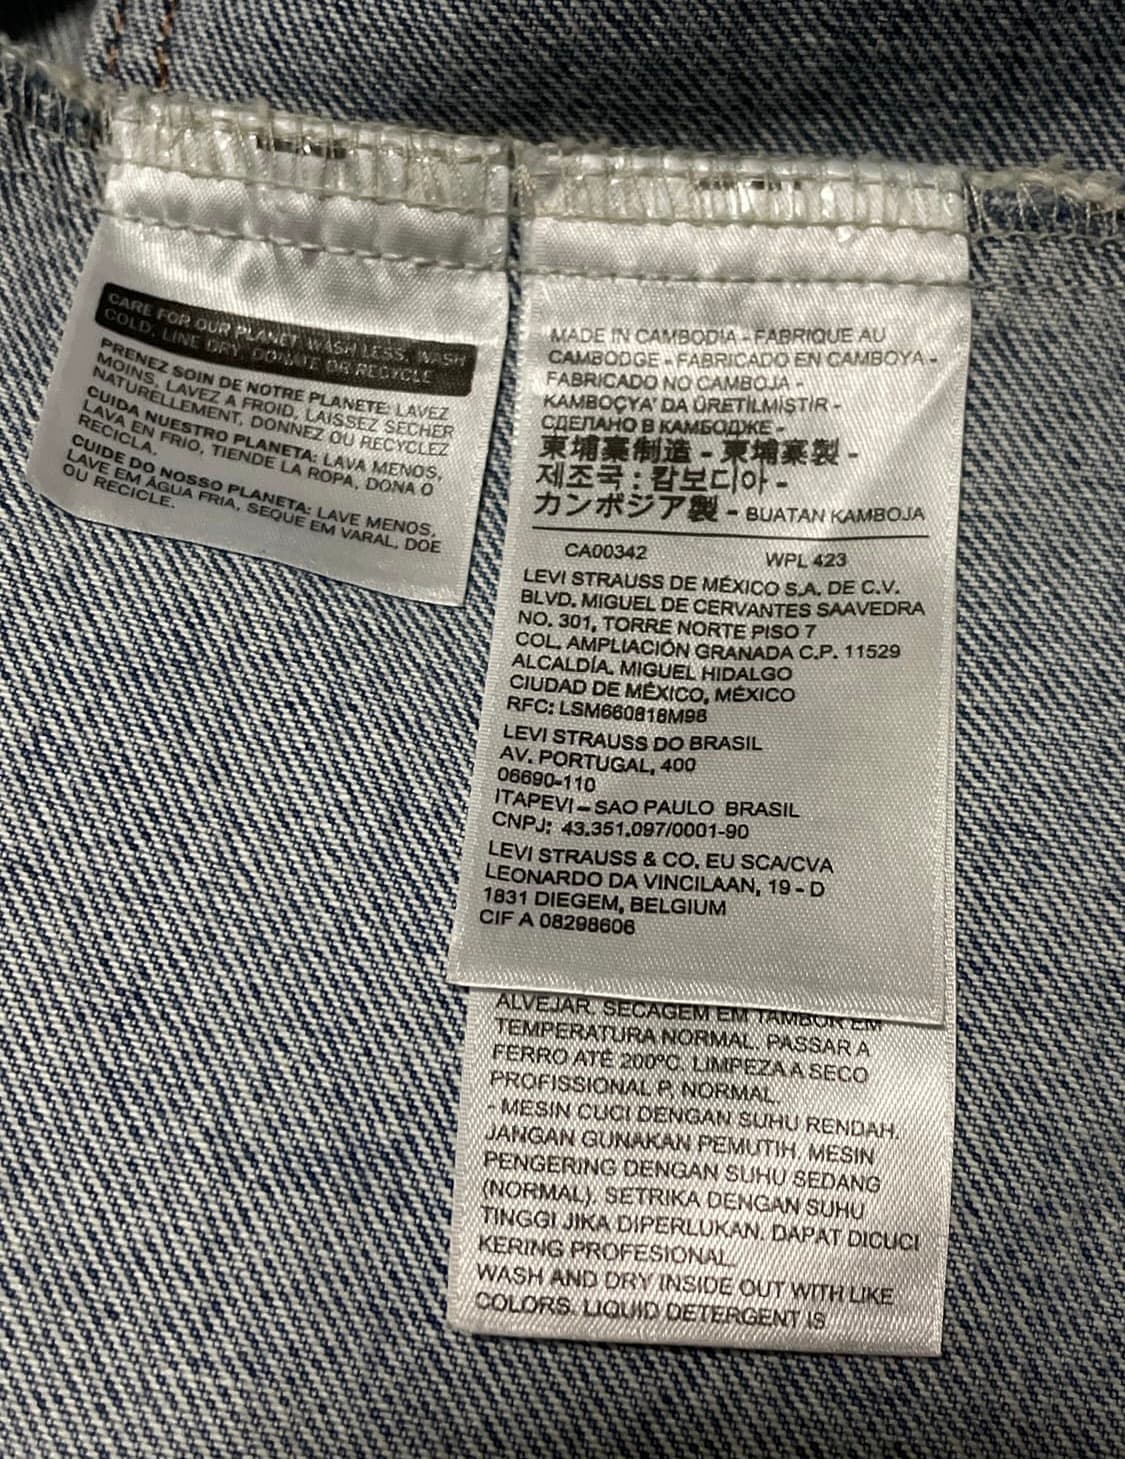 CARE FOR OUR PLANET: WASH LESS, WASH
COLD, LINE DRY, DONATE OR RECYCLE
PRENEZ SOIN DE NOTRE PLANETE: LAVEZ
MOINS, LAVEZ A FROID, LAISSEZ SÉCHER
NATURELLEMENT, DONNEZ OU RECYCLEZ
CUIDA NUESTRO PLANETA: LAVA MENOS,
LAVA EN FRIO, TIENDE LA ROPA, DONA O
RECICLA.
CUIDE DO NOSSO PLANETA: LAVE MENOS,
LAVE EM ÁGUA FRIA, SEQUE EM VARAL, DOE
OU RECICLE.
MADE IN CAMBODIA - FABRIQUE AU
CAMBODGE - FABRICADO EN CAMBOYA -
FABRICADO NO CAMBOJA -
KAMBOÇYA' DA ÜRETİLMİSTİR -
СДЕЛАНО В КАМБОДЖЕ -
柬埔寨制造 - 柬埔寨製 -
제조국 : 캄보디아 -
カンボジア製 - BUATAN KAMBOJA
CA00342 WPL 423
LEVI STRAUSS DE MÉXICO S.A. DE C.V.
BLVD. MIGUEL DE CERVANTES SAAVEDRA
NO. 301, TORRE NORTE PISO 7
COL. AMPLIACIÓN GRANADA C.P. 11529
ALCALDÍA. MIGUEL HIDALGO
CIUDAD DE MÉXICO, MÉXICO
RFC: LSM660818M98
LEVI STRAUSS DO BRASIL
AV. PORTUGAL, 400
06690-110
ITAPEVI – SAO PAULO BRASIL
CNPJ: 43.351.097/0001-90
LEVI STRAUSS & CO. EU SCA/CVA
LEONARDO DA VINCILAAN, 19 - D
1831 DIEGEM, BELGIUM
CIF A 08298606
ALVEJAR. SECAGEM EM TAMBOR EM
TEMPERATURA NORMAL. PASSAR A
FERRO ATÉ 200ºC. LIMPEZA A SECO
PROFISSIONAL P, NORMAL.
- MESIN CUCI DENGAN SUHU RENDAH.
JANGAN GUNAKAN PEMUTIH. MESIN
PENGERING DENGAN SUHU SEDANG
(NORMAL). SETRIKA DENGAN SUHU
TINGGI JIKA DIPERLUKAN. DAPAT DICUCI
KERING PROFESIONAL.
WASH AND DRY INSIDE OUT WITH LIKE
COLORS. LIQUID DETERGENT IS